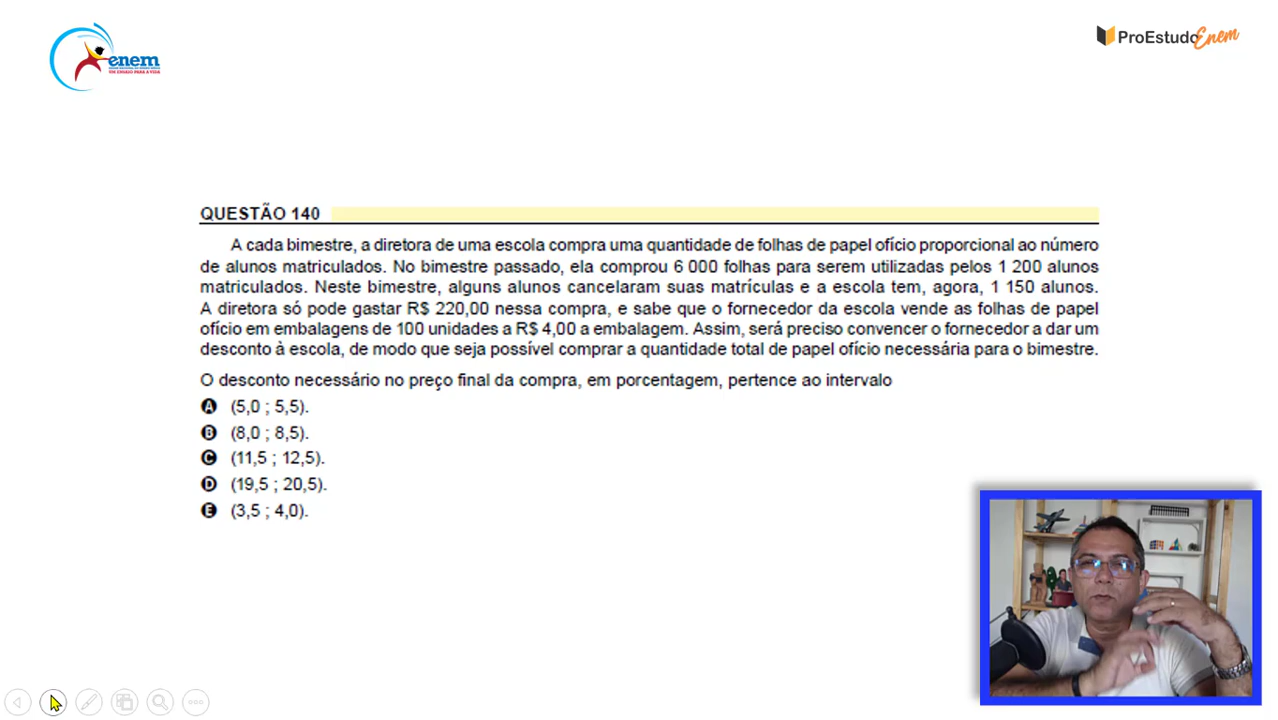 enem
ProEstudoEnem
QUESTÃO 140
A cada bimestre, a diretora de uma escola compra uma quantidade de folhas de papel ofício proporcional ao número
de alunos matriculados. No bimestre passado, ela comprou 6 000 folhas para serem utilizadas pelos 1 200 alunos
matriculados. Neste bimestre, alguns alunos cancelaram suas matrículas e a escola tem, agora, 1 150 alunos.
A diretora só pode gastar R$ 220,00 nessa compra, e sabe que o fornecedor da escola vende as folhas de papel
ofício em embalagens de 100 unidades a R$ 4,00 a embalagem. Assim, será preciso convencer o fornecedor a dar um
desconto à escola, de modo que seja possível comprar a quantidade total de papel ofício necessária para o bimestre.
O desconto necessário no preço final da compra, em porcentagem, pertence ao intervalo
A (5,0 ; 5,5).
B (8,0 ; 8,5).
C (11,5 ; 12,5).
D (19,5 ; 20,5).
E (3,5 ; 4,0).